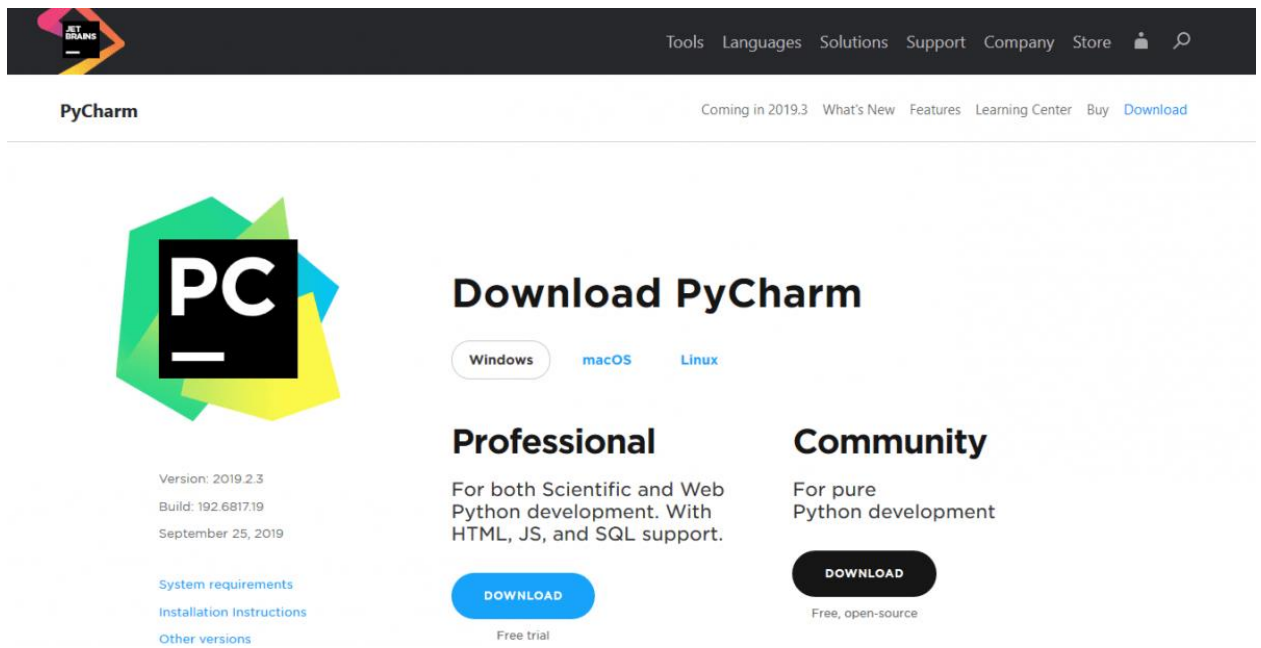 JET
BRAINS
Tools Languages Solutions Support Company Store
PyCharm
Coming in 2019.3 What's New Features Learning Center Buy Download
PC
Download PyCharm
Windows macOS Linux
Professional
For both Scientific and Web
Python development. With
HTML, JS, and SQL support.
DOWNLOAD
Free trial
Community
For pure
Python development
DOWNLOAD
Free, open-source
Version: 2019.2.3
Build: 192.6817.19
September 25, 2019
System requirements
Installation Instructions
Other versions